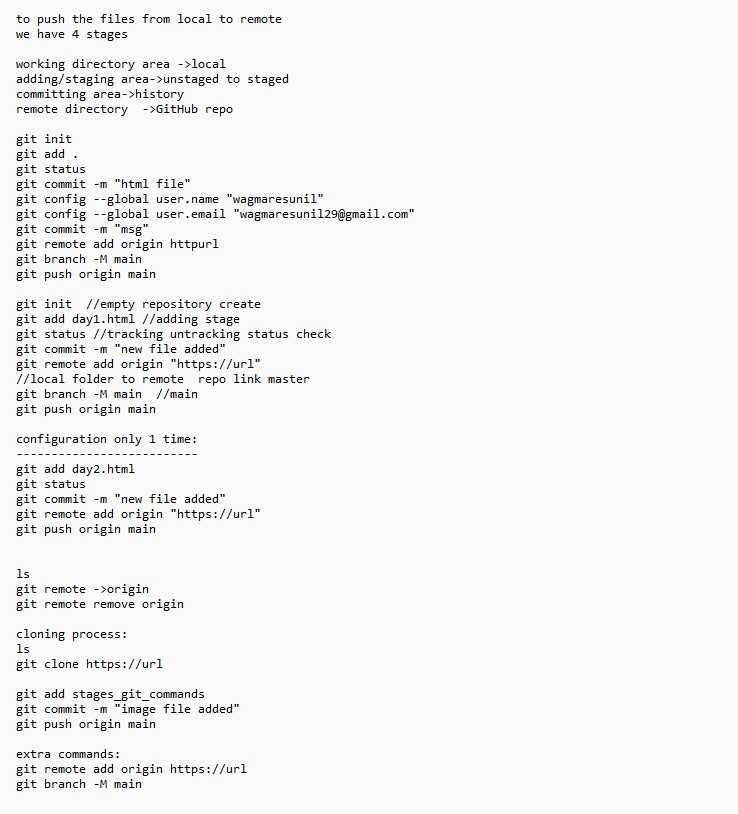 to push the files from local to remote
we have 4 stages
working directory area ->local
adding/staging area->unstaged to staged
committing area->history
remote directory  ->GitHub repo
git init
git add .
git status
git commit -m "html file"
git config --global user.name "wagmaresunil"
git config --global user.email "wagmaresunil29@gmail.com"
git commit -m "msg"
git remote add origin httpurl
git branch -M main
git push origin main
git init  //empty repository create
git add day1.html //adding stage
git status //tracking untracking status check
git commit -m "new file added"
git remote add origin "https://url"
//local folder to remote  repo link master
git branch -M main  //main
git push origin main
configuration only 1 time:
--------------------------
git add day2.html
git status
git commit -m "new file added"
git remote add origin "https://url"
git push origin main
ls
git remote ->origin
git remote remove origin
cloning process:
ls
git clone https://url
git add stages_git_commands
git commit -m "image file added"
git push origin main
extra commands:
git remote add origin https://url
git branch -M main